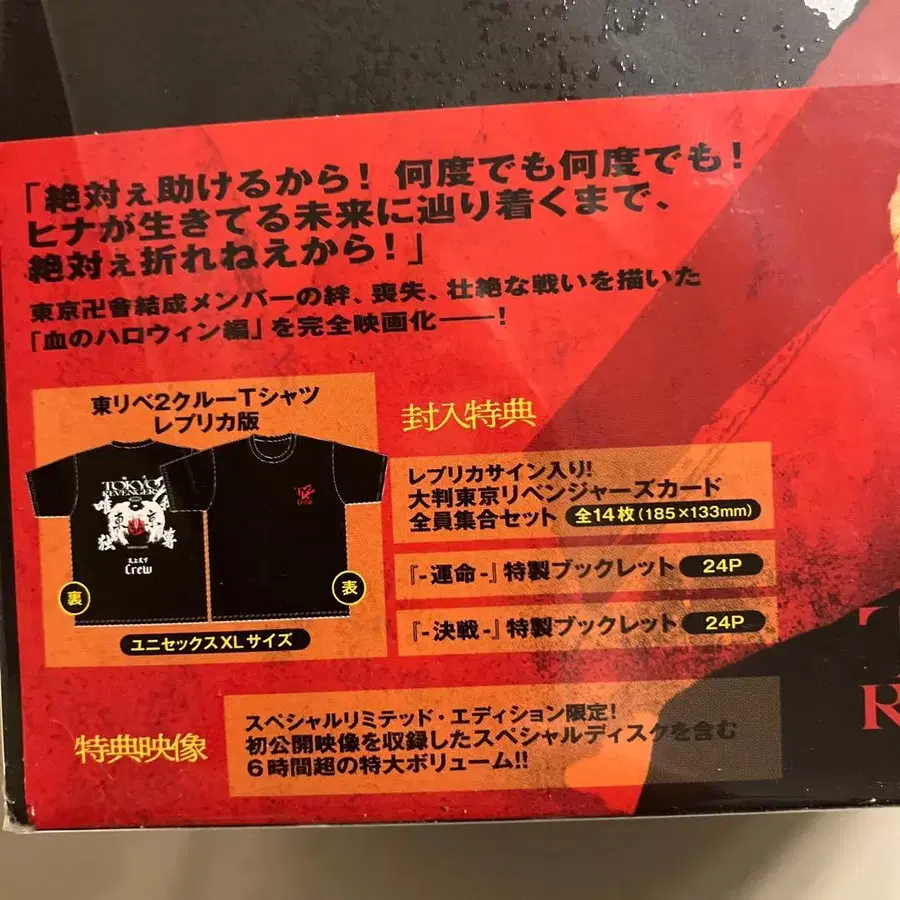 「絶対ぇ助けるから！ 何度でも何度でも！
ヒナが生きてる未来に辿り着くまで、
絶対ぇ折れねえから！」
東京卍會結成メンバーの絆、喪失、壮絶な戦いを描いた
「血のハロウィン編」を完全映画化――！
東リベ2クルーTシャツ
レプリカ版
TOKYO
REVENGERS
唯
東京
独
尊
天上天下
Crew
裏
表
ユニセックスXLサイズ
封入特典
レプリカサイン入り！
大判東京リベンジャーズカード
全員集合セット 全14枚（185×133mm）
『-運命-』特製ブックレット 24P
『-決戦-』特製ブックレット 24P
特典映像
スペシャルリミテッド・エディション限定！
初公開映像を収録したスペシャルディスクを含む
6時間超の特大ボリューム!!
R